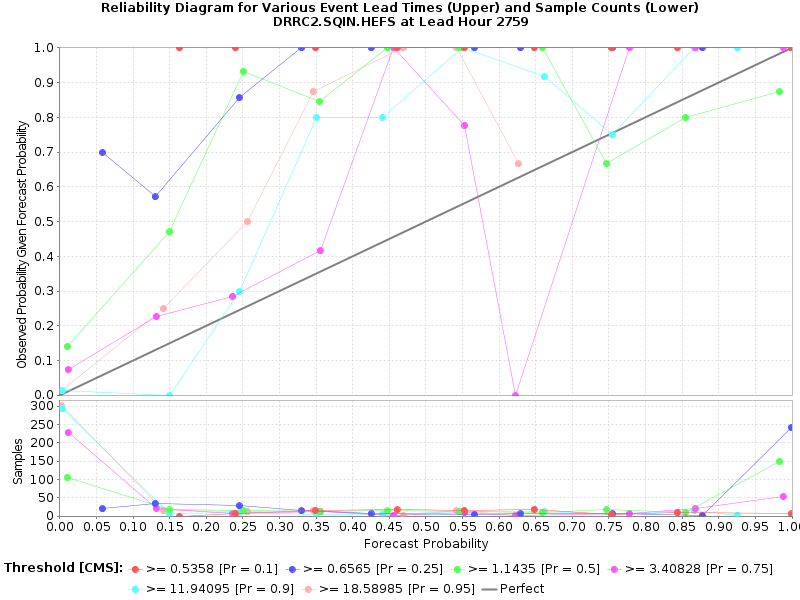 Reliability Diagram for Various Event Lead Times (Upper) and Sample Counts (Lower)
DRRC2.SQIN.HEFS at Lead Hour 2759
Observed Probability Given Forecast Probability
1.0
0.9
0.8
0.7
0.6
0.5
0.4
0.3
0.2
0.1
0.0
Samples
300
250
200
150
100
50
0
0.00 0.05 0.10 0.15 0.20 0.25 0.30 0.35 0.40 0.45 0.50 0.55 0.60 0.65 0.70 0.75 0.80 0.85 0.90 0.95 1.0
Forecast Probability
Threshold [CMS]: >= 0.5358 [Pr = 0.1] >= 0.6565 [Pr = 0.25] >= 1.1435 [Pr = 0.5] >= 3.40828 [Pr = 0.75]
>= 11.94095 [Pr = 0.9] >= 18.58985 [Pr = 0.95] Perfect